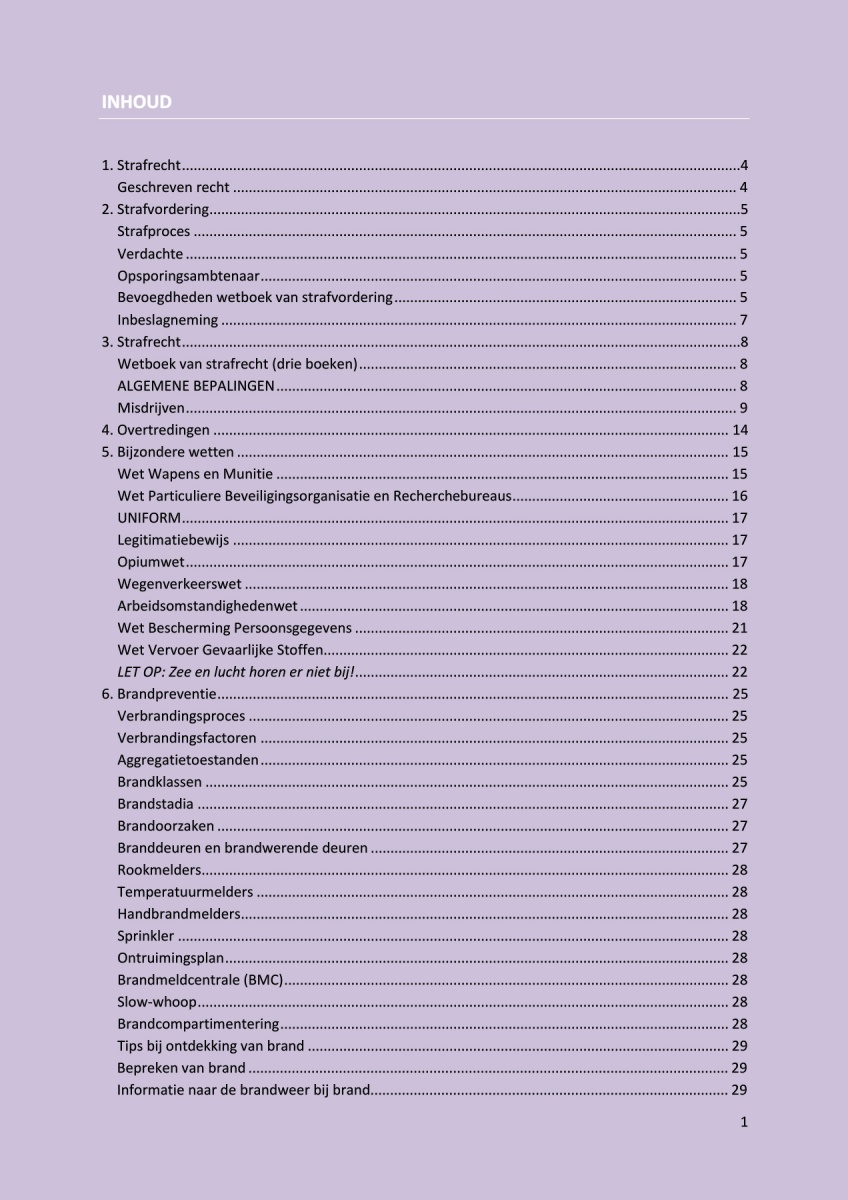 INHOUD
1. Strafrecht....................4
Geschreven recht .................... 4
2. Strafvordering....................5
Strafproces .................... 5
Verdachte .................... 5
Opsporingsambtenaar.................... 5
Bevoegdheden wetboek van strafvordering.................... 5
Inbeslagneming .................... 7
3. Strafrecht....................8
Wetboek van strafrecht (drie boeken).................... 8
ALGEMENE BEPALINGEN.................... 8
Misdrijven.................... 9
4. Overtredingen .................... 14
5. Bijzondere wetten .................... 15
Wet Wapens en Munitie .................... 15
Wet Particuliere Beveiligingsorganisatie en Recherchebureaus.................... 16
UNIFORM.................... 17
Legitimatiebewijs .................... 17
Opiumwet.................... 17
Wegenverkeerswet .................... 18
Arbeidsomstandighedenwet .................... 18
Wet Bescherming Persoonsgegevens .................... 21
Wet Vervoer Gevaarlijke Stoffen.................... 22
LET OP: Zee en lucht horen er niet bij!.................... 22
6. Brandpreventie.................... 25
Verbrandingsproces .................... 25
Verbrandingsfactoren .................... 25
Aggregatietoestanden.................... 25
Brandklassen .................... 25
Brandstadia .................... 27
Brandoorzaken .................... 27
Branddeuren en brandwerende deuren .................... 27
Rookmelders.................... 28
Temperatuurmelders .................... 28
Handbrandmelders.................... 28
Sprinkler .................... 28
Ontruimingsplan.................... 28
Brandmeldcentrale (BMC).................... 28
Slow-whoop.................... 28
Brandcompartimentering.................... 28
Tips bij ontdekking van brand .................... 29
Bepreken van brand .................... 29
Informatie naar de brandweer bij brand.................... 29
1